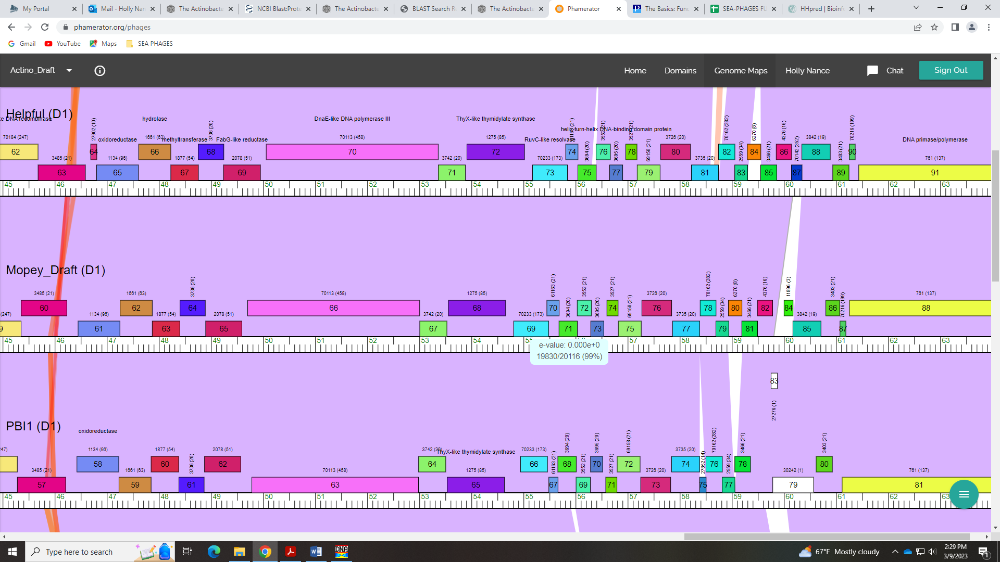 My Portal
Mail - Holly Nan
The Actinobacte
NCBI Blast:Prote
The Actinobacte
BLAST Search Re
The Actinobacte
Phamerator
The Basics: Func
SEA-PHAGES FU
HHpred | Bioinfo
phamerator.org/phages
Gmail
YouTube
Maps
SEA PHAGES
Actino_Draft
Home
Domains
Genome Maps
Holly Nance
Chat
Sign Out
Helpful (D1)
hydrolase
DnaE-like DNA polymerase III
ThyX-like thymidylate synthase
helix-turn-helix DNA-binding domain protein
oxidoreductase
methyltransferase
FabG-like reductase
RuvC-like resolvase
DNA primase/polymerase
70184 (247)
27902 (10)
1661 (63)
3736 (20)
70113 (458)
1275 (85)
3552 (21)
3527 (21)
3726 (20)
70162 (282)
6270 (8)
4376 (16)
3842 (19)
70216 (199)
62 64 66 68 70 72 74 76 78 80 82 84 86 88 90
3485 (21)
1134 (96)
1877 (54)
2078 (51)
3742 (20)
70233 (173)
3694 (20)
3695 (20)
69158 (21)
3735 (20)
2559 (34)
3466 (21)
70142 (352)
3403 (21)
761 (137)
63 65 67 69 71 73 75 77 79 81 83 85 87 89 91
45 46 47 48 49 50 51 52 53 54 55 56 57 58 59 60 61 62 63
Mopey_Draft (D1)
3485 (21)
1661 (63)
3736 (20)
70113 (458)
1275 (85)
61163 (21)
3552 (21)
3527 (21)
3726 (20)
70162 (282)
6270 (8)
4376 (16)
11896 (3)
3403 (21)
761 (137)
60 62 64 66 68 70 72 74 76 78 80 82 84 86 88
247)
1134 (96)
1877 (54)
2078 (51)
3742 (20)
70233 (173)
3694 (20)
3695 (20)
69158 (21)
3735 (20)
2559 (34)
3466 (21)
3842 (19)
70216 (199)
9 61 63 65 67 69 71 73 75 77 79 81 85 87
45 46 47 48 49 50 51 52 53 54 55 57 58 59 60 61 62 63
e-value: 0.000e+0
19830/20116 (99%)
83
27276 (1)
PBI1 (D1)
oxidoreductase
ThyX-like thymidylate synthase
247)
1134 (96)
1877 (54)
2078 (51)
3742 (20)
70233 (173)
3694 (20)
3695 (20)
69158 (21)
3735 (20)
70162 (282)
3466 (21)
3403 (21)
58 60 62 64 66 68 70 72 74 76 78 80
3485 (21)
1661 (63)
3736 (20)
70113 (458)
1275 (85)
61163 (21)
3552 (21)
3527 (21)
3726 (20)
27852 (14)
2559 (34)
30242 (1)
761 (137)
57 59 61 63 65 67 69 71 73 75 77 79 81
45 46 47 48 49 50 51 52 53 54 55 56 57 58 59 60 61 62 63
Type here to search
DNA
67°F Mostly cloudy
2:29 PM
3/9/2023
1